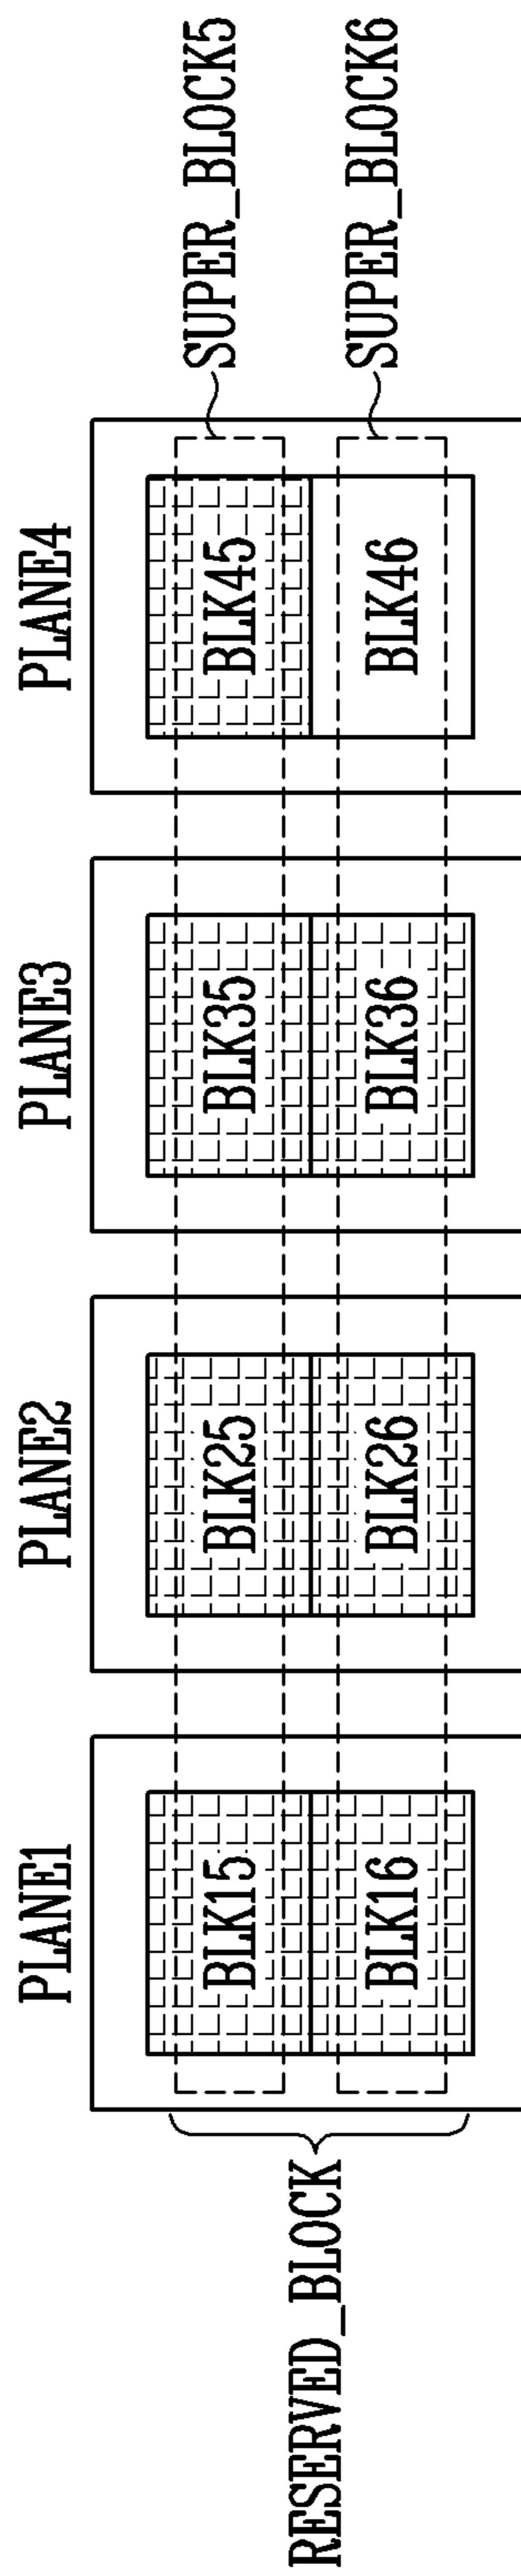 PLANE1
PLANE2
PLANE3
PLANE4
RESERVED_BLOCK
BLK15
BLK25
BLK35
BLK45
SUPER_BLOCK5
BLK16
BLK26
BLK36
BLK46
SUPER_BLOCK6